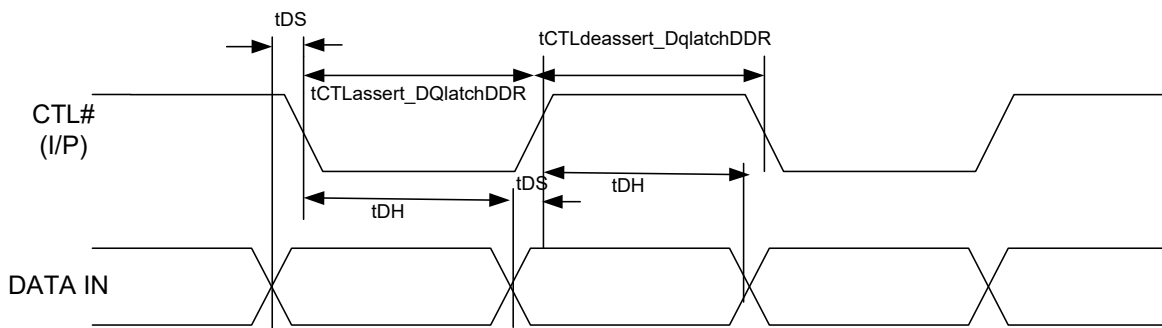 tDS
tCTLdeassert_DqlatchDDR
tCTLassert_DQlatchDDR
CTL#
(I/P)
tDS
tDH
tDH
DATA IN